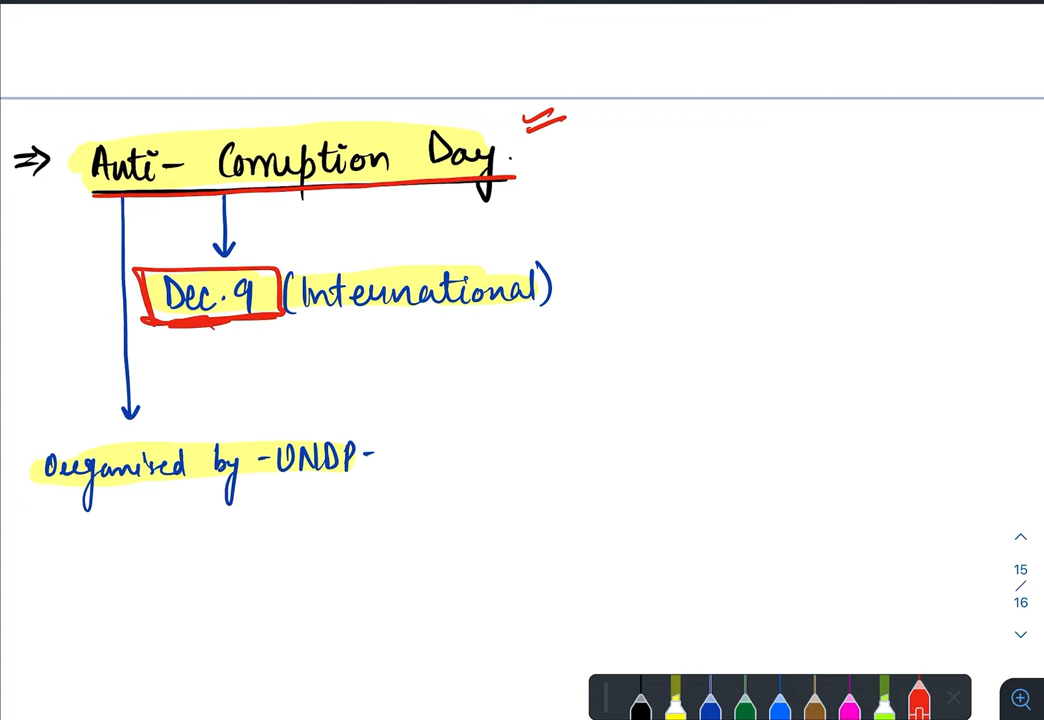 ⇒ Anti- Corruption Day.
Dec. 9 (International)
Organised by -UNDP-
15
/
16